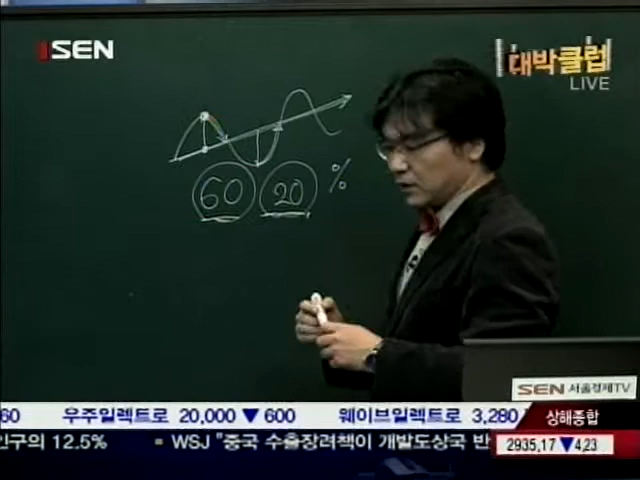 SEN
대박클럽
LIVE
60 20 %
SEN 서울경제TV
60 우주일렉트로 20,000 ▼ 600 웨이브일렉트로 3,280
상해종합
인구의 12.5% ▪ WSJ "중국 수출장려책이 개발도상국 반
2935,17 ▼ 4,23